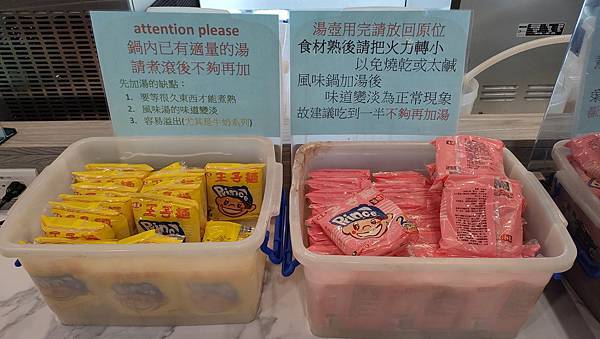 attention please
鍋內已有適量的湯
請煮滾後不夠再加
先加湯的缺點:
1. 要等很久東西才能煮熟
2. 風味湯的味道變淡
3. 容易溢出(尤其是牛奶系列)
湯壺用完請放回原位
食材熟後請把火力轉小
以免燒乾或太鹹
風味鍋加湯後
味道變淡為正常現象
故建議吃到一半不夠再加湯
王子麵
王子麵
Prince
Prince
Prince